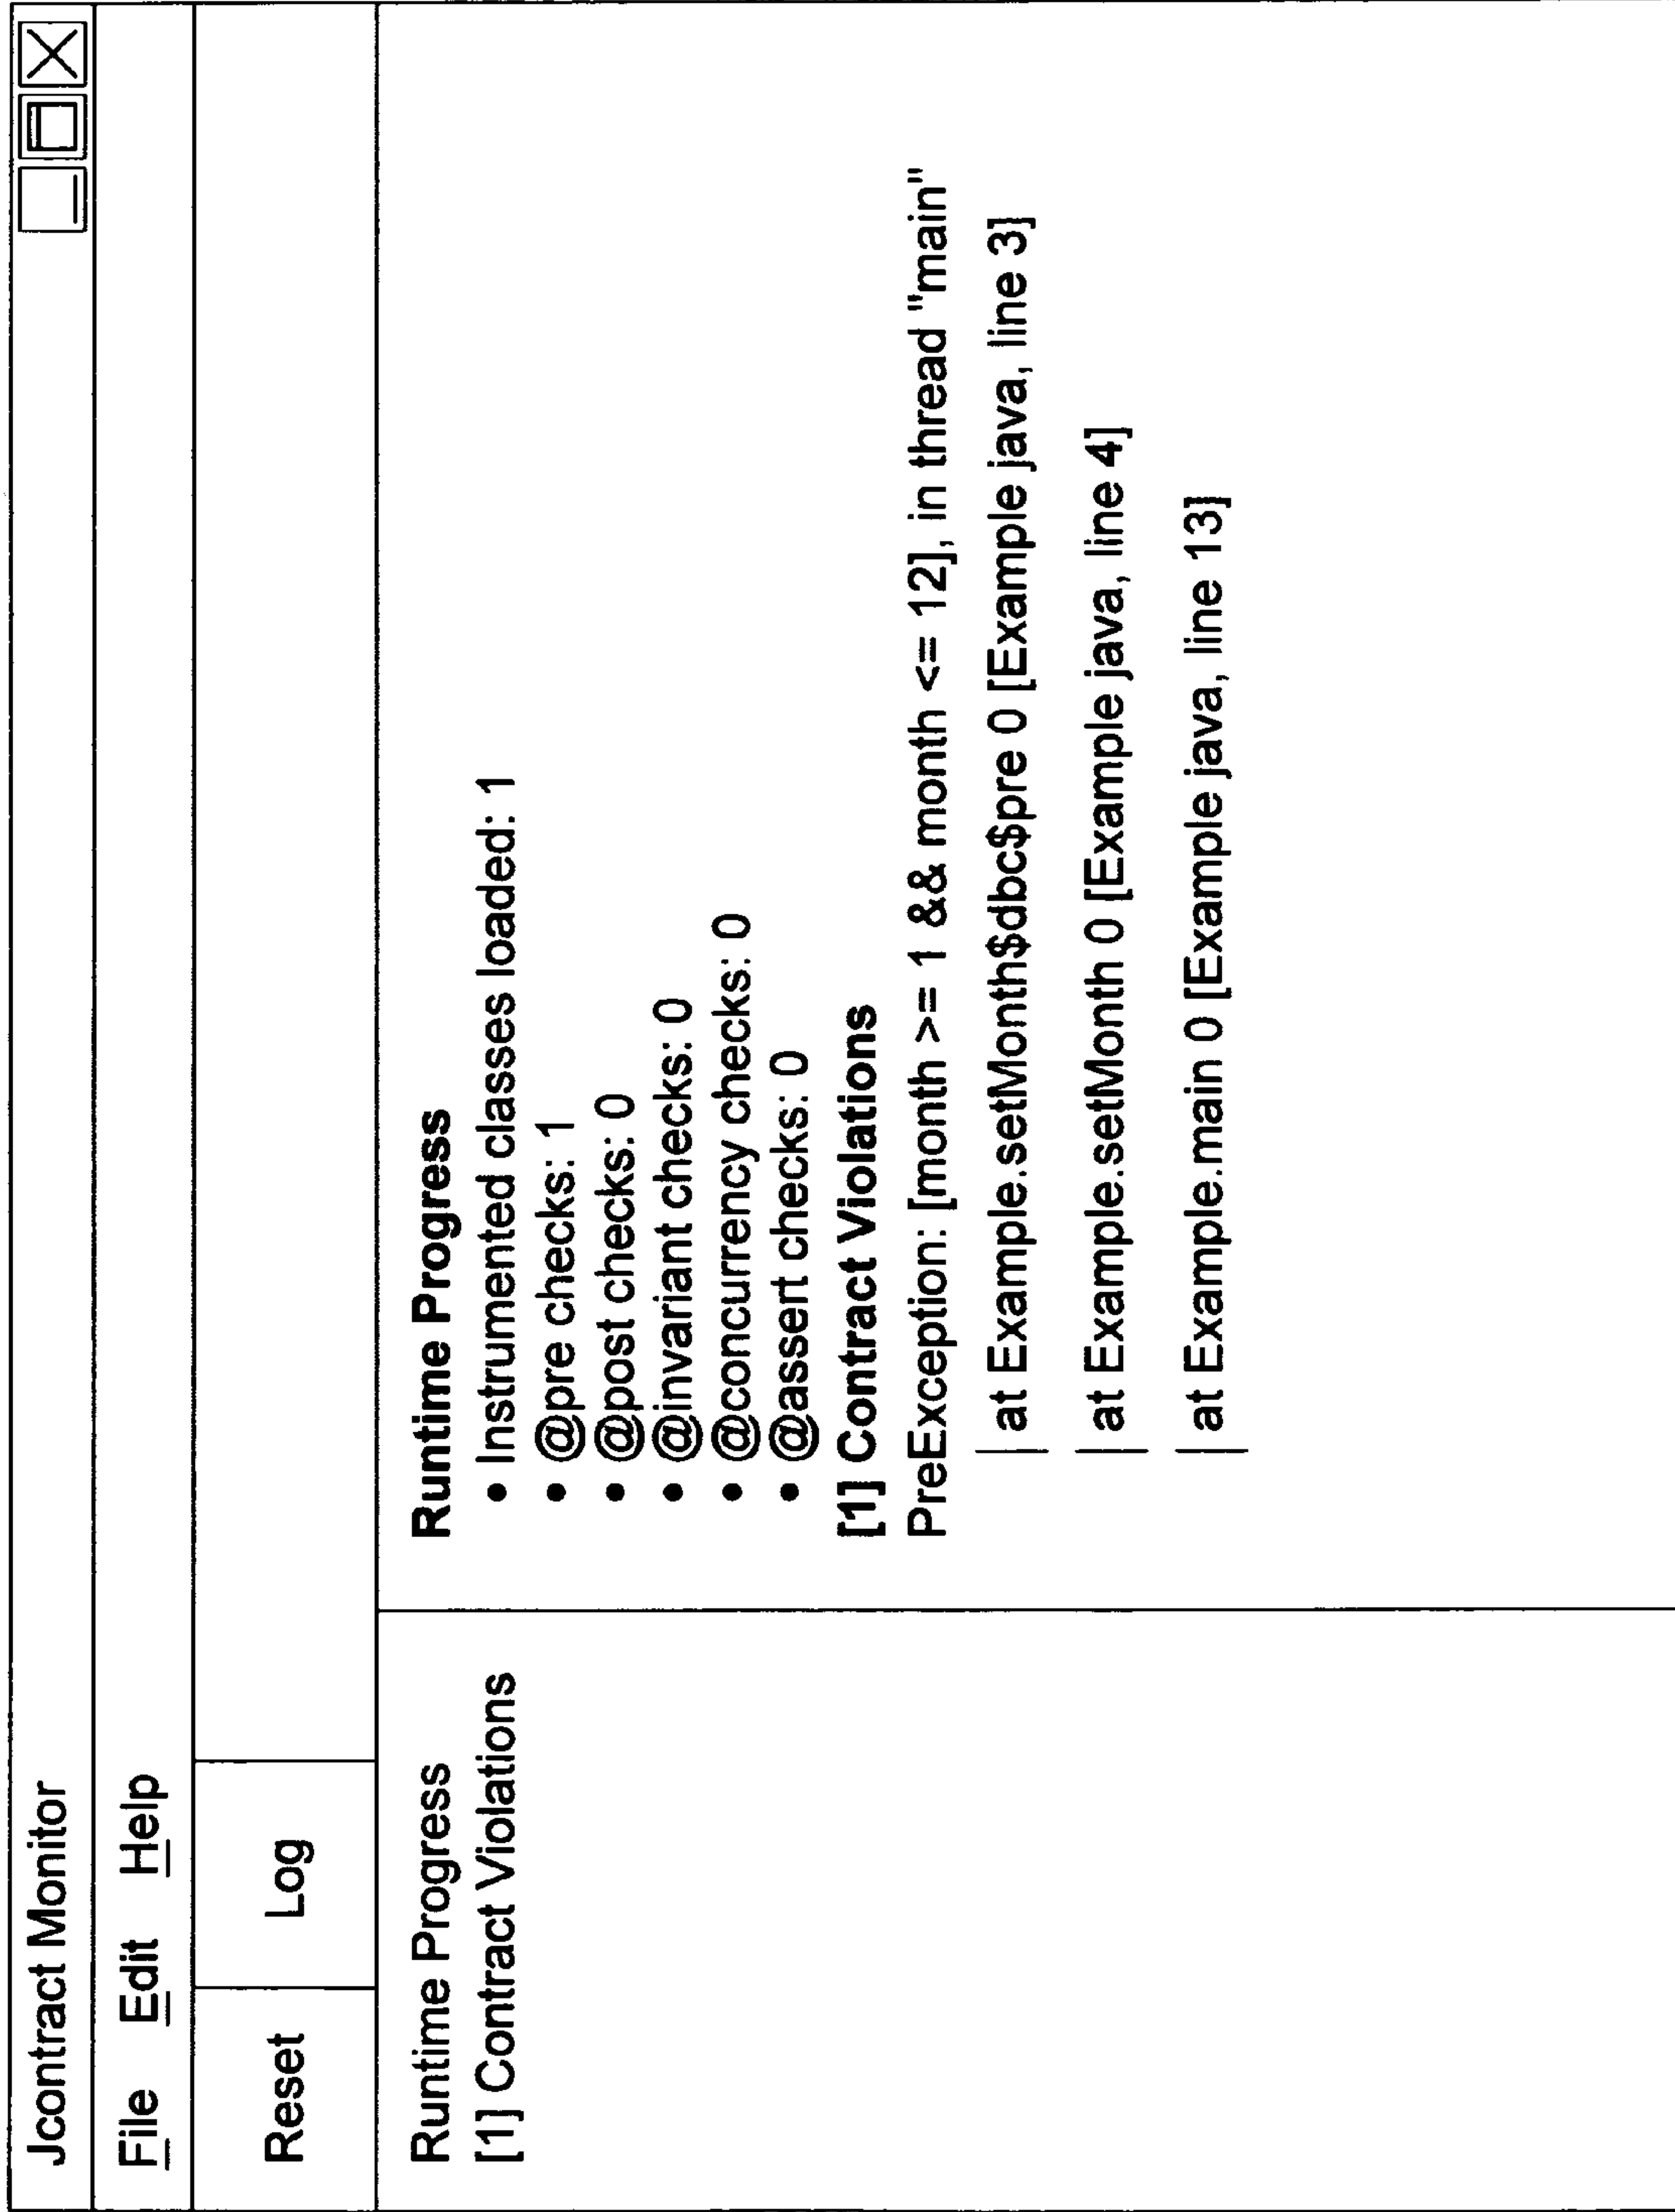 Jcontract Monitor
File Edit Help
Reset Log
Runtime Progress
[1] Contract Violations
Runtime Progress
• Instrumented classes loaded: 1
• @pre checks: 1
• @post checks: 0
• @invariant checks: 0
• @concurrency checks: 0
• @assert checks: 0
[1] Contract Violations
PreException: [month >= 1 && month <= 12], in thread "main"
at Example.setMonth$dbc$pre 0 [Example java, line 3]
at Example.setMonth 0 [Example java, line 4]
at Example.main 0 [Example java, line 13]